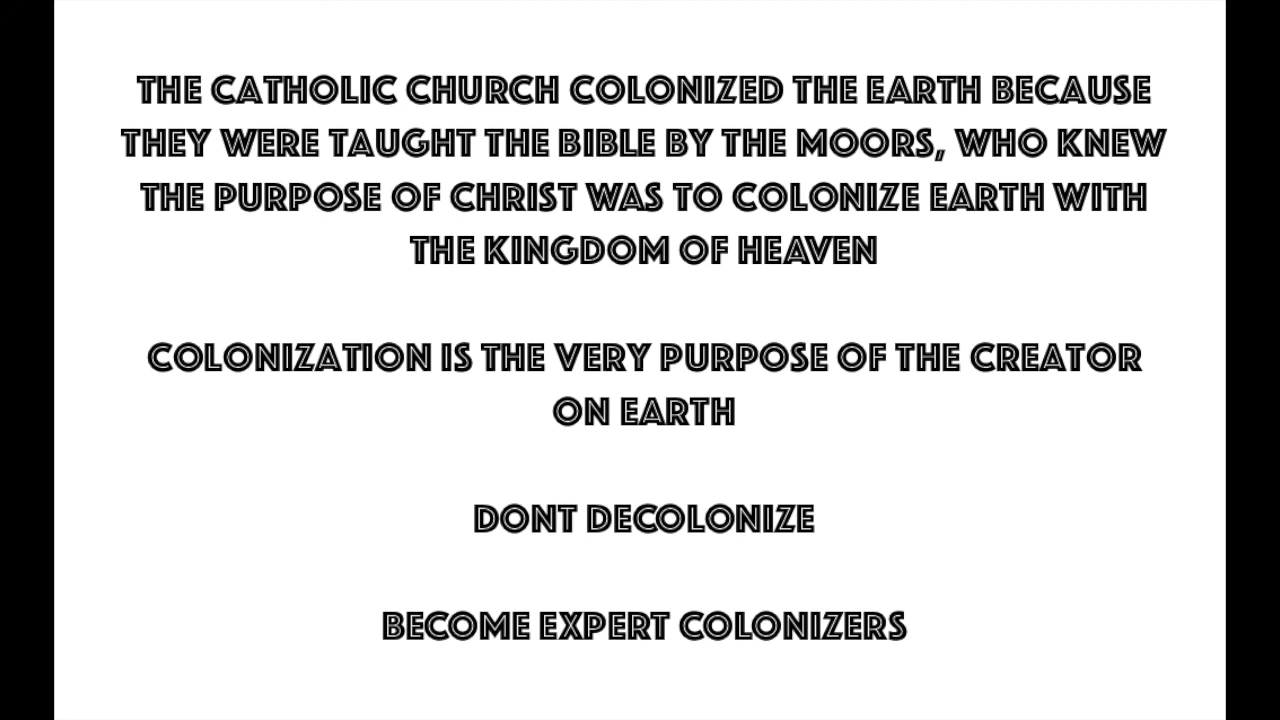 THE CATHOLIC CHURCH COLONIZED THE EARTH BECAUSE
THEY WERE TAUGHT THE BIBLE BY THE MOORS, WHO KNEW
THE PURPOSE OF CHRIST WAS TO COLONIZE EARTH WITH
THE KINGDOM OF HEAVEN
COLONIZATION IS THE VERY PURPOSE OF THE CREATOR
ON EARTH
DONT DECOLONIZE
BECOME EXPERT COLONIZERS